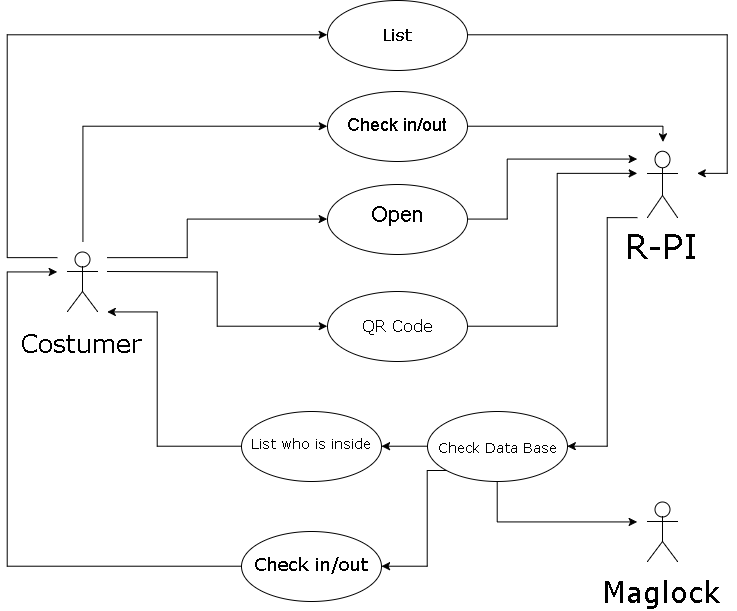 List
Check in/out
Open
R-PI
QR Code
Costumer
List who is inside
Check Data Base
Check in/out
Maglock